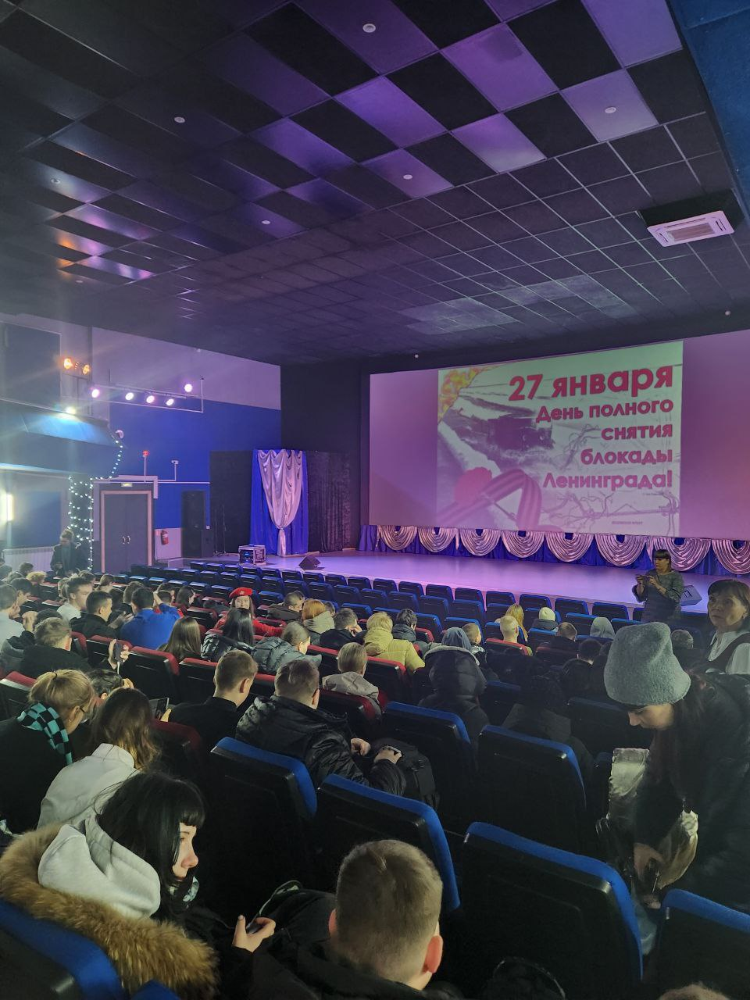 27 января
День полного
снятия
блокады
Ленинграда!